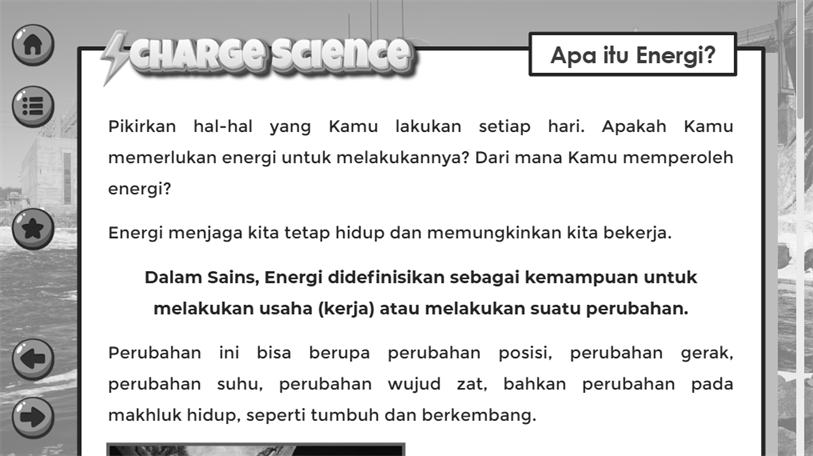 CHARGE SCIENCE
Apa itu Energi?
Pikirkan hal-hal yang Kamu lakukan setiap hari. Apakah Kamu
memerlukan energi untuk melakukannya? Dari mana Kamu memperoleh
energi?
Energi menjaga kita tetap hidup dan memungkinkan kita bekerja.
Dalam Sains, Energi didefinisikan sebagai kemampuan untuk
melakukan usaha (kerja) atau melakukan suatu perubahan.
Perubahan ini bisa berupa perubahan posisi, perubahan gerak,
perubahan suhu, perubahan wujud zat, bahkan perubahan pada
makhluk hidup, seperti tumbuh dan berkembang.